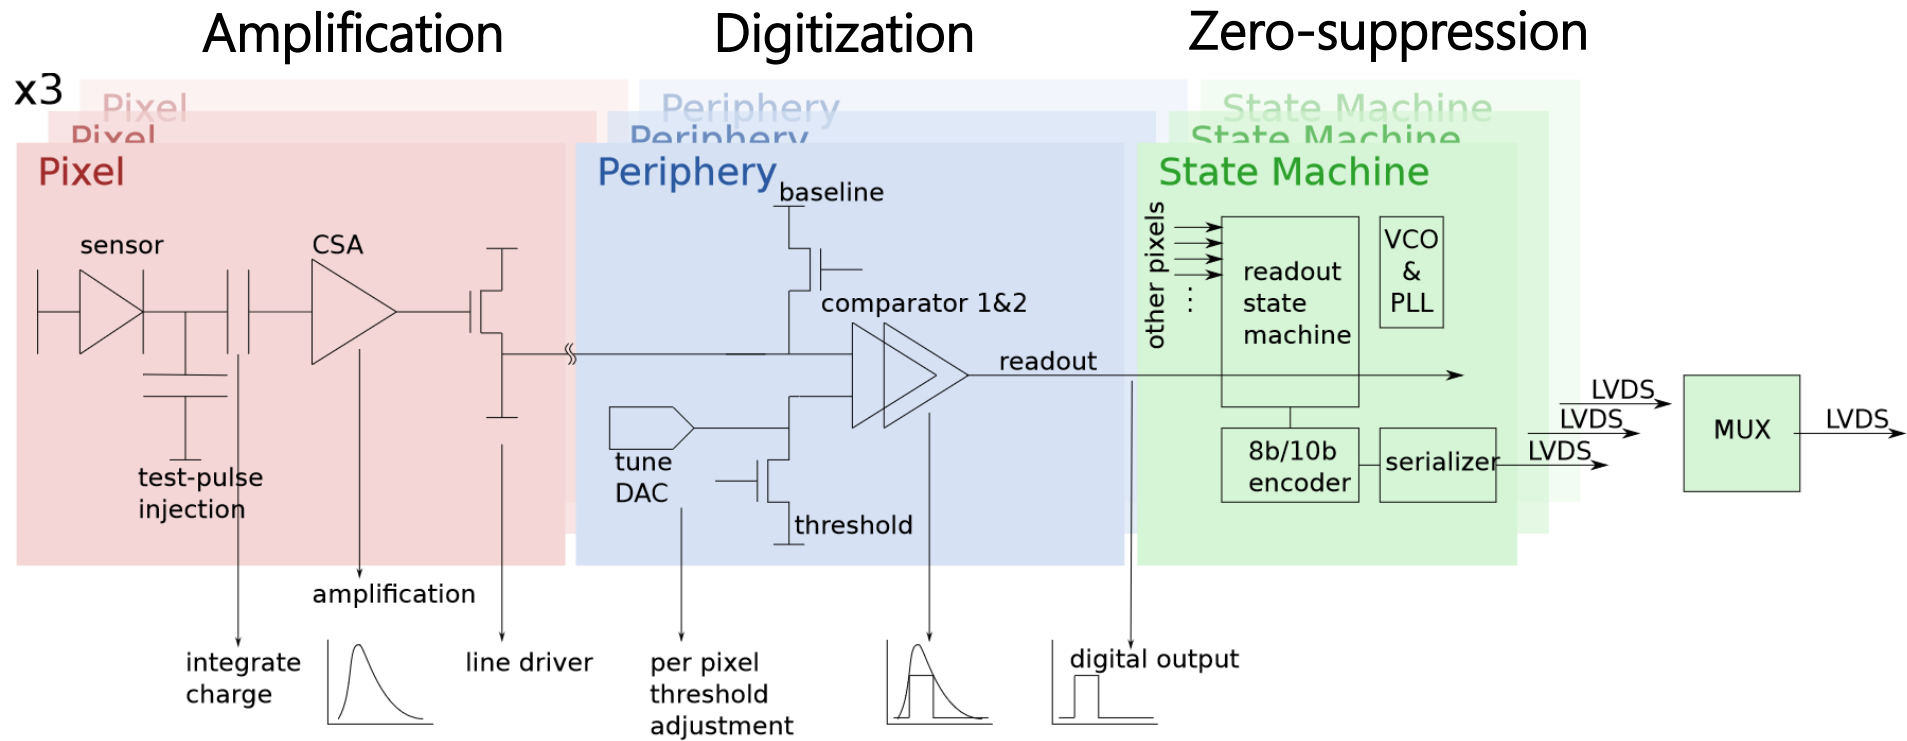 Amplification
Digitization
Zero-suppression
x3
Pixel
Periphery
State Machine
Pixel
Periphery
State Machine
Pixel
Periphery
State Machine
baseline
sensor
CSA
comparator 1&2
other pixels
⋮
readout
state
machine
VCO
&
PLL
readout
LVDS
LVDS
LVDS
MUX
LVDS
tune
DAC
8b/10b
encoder
serializer
test-pulse
injection
threshold
amplification
integrate
charge
line driver
per pixel
threshold
adjustment
digital output